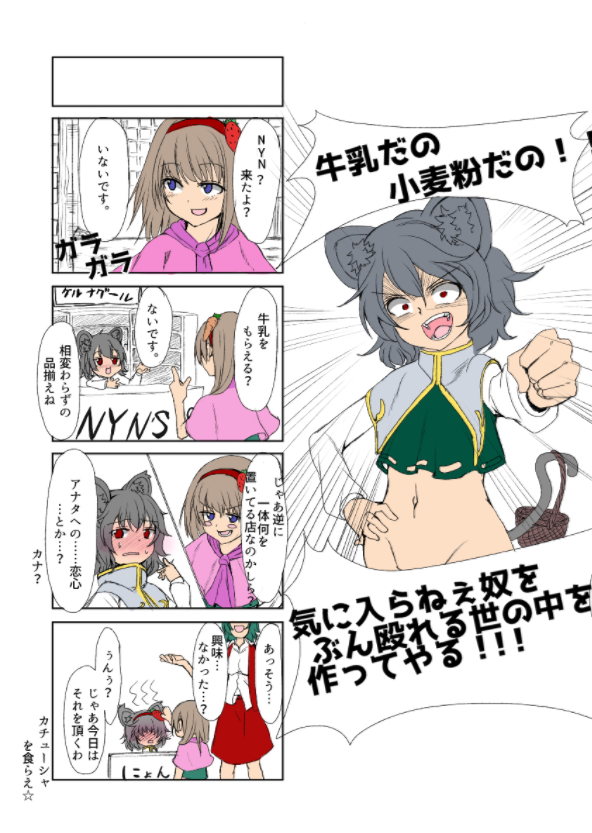 牛乳だの
小麦粉だの！！
気に入らねえ奴を
ぶん殴れる世の中を
作ってやる!!!
NYN？
来たよ？
いないです。
ガラ
ガラ
ケルナグール
牛乳を
もらえる？
ないです。
相変わらずの
品揃えね
NYN'S
じゃあ逆に
一体何を
置いてる店なのかしら
アナタへの……恋心
…とか…？
カナ？
あっそう…
興味…
なかった…？
うんぅ？
じゃあ今日は
それを頂くわ
にょん
カチューシャ
を食らえ☆